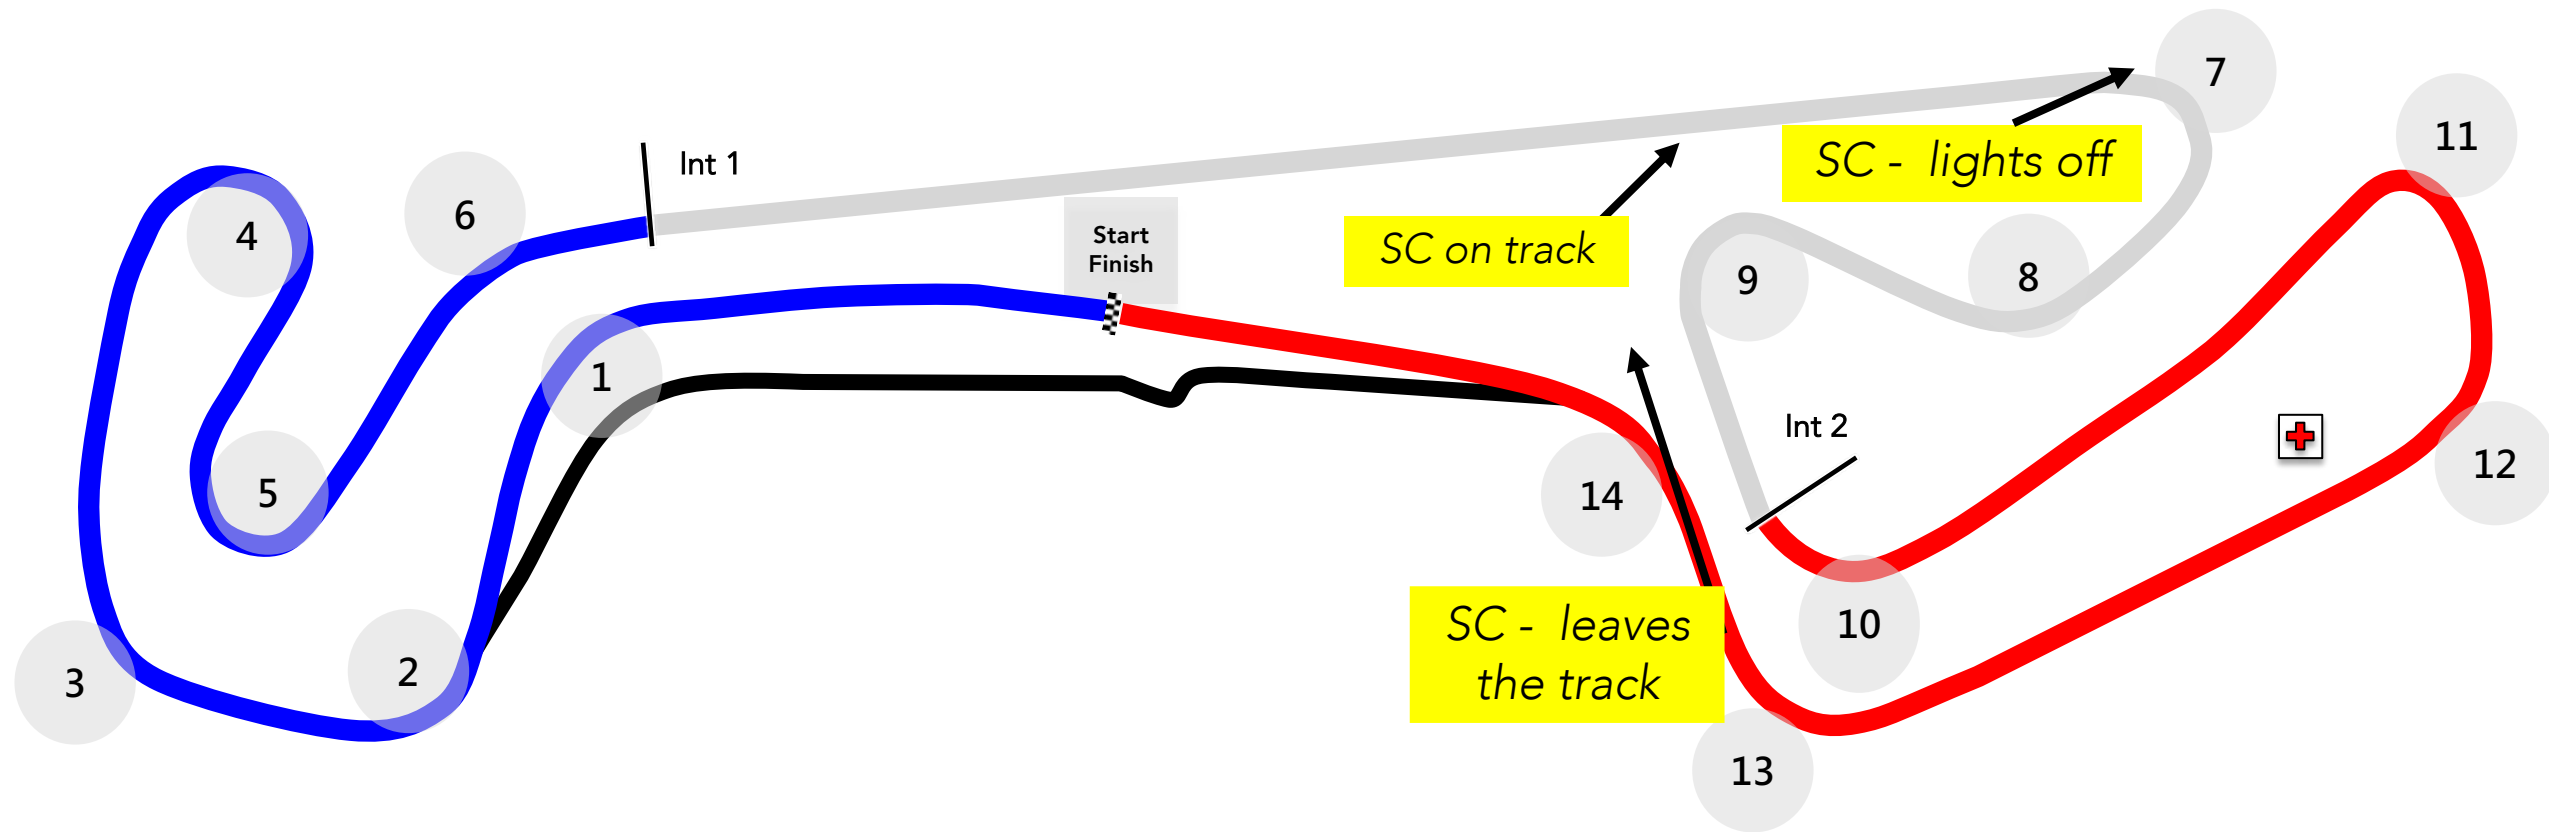 7
11
Int 1
SC -  lights off
6
4
Start
Finish
SC on track
9
8
1
Int 2
12
5
14
SC -  leaves
the track
10
2
3
13